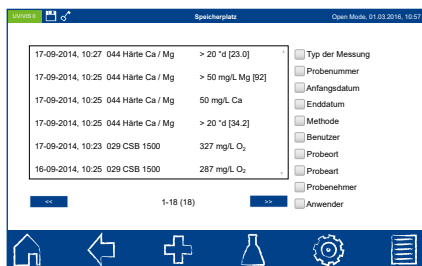 UV/VIS II
Speicherplatz
Open Mode, 01.03.2016, 10:57
17-09-2014, 10:27 044 Härte Ca / Mg > 20 °d [23.0]
17-09-2014, 10:25 044 Härte Ca / Mg > 50 mg/L Mg [92]
17-09-2014, 10:25 044 Härte Ca / Mg 50 mg/L Ca
17-09-2014, 10:25 044 Härte Ca / Mg > 20 °d [34.2]
17-09-2014, 10:23 029 CSB 1500 327 mg/L O₂
16-09-2014, 10:25 029 CSB 1500 287 mg/L O₂
<< 1-18 (18) >>
Typ der Messung
Probenummer
Anfangsdatum
Enddatum
Methode
Benutzer
Probeort
Probeart
Probenehmer
Anwender